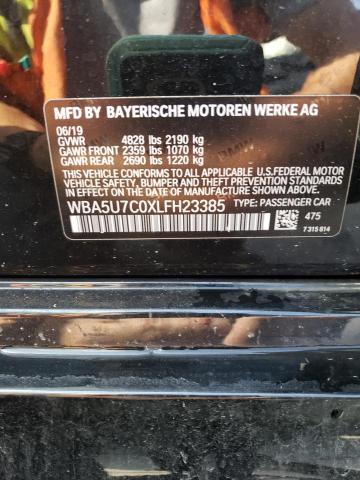 MFD BY BAYERISCHE MOTOREN WERKE AG
06/19
GVWR 4828 lbs 2190 kg
GAWR FRONT 2359 lbs 1070 kg
GAWR REAR 2690 lbs 1220 kg
THIS VEHICLE CONFORMS TO ALL APPLICABLE U.S. FEDERAL MOTOR
VEHICLE SAFETY, BUMPER, AND THEFT PREVENTION STANDARDS IN
EFFECT ON THE DATE OF MANUFACTURE SHOWN ABOVE.
WBA5U7C0XLFH23385 TYPE: PASSENGER CAR
475
7 315 814